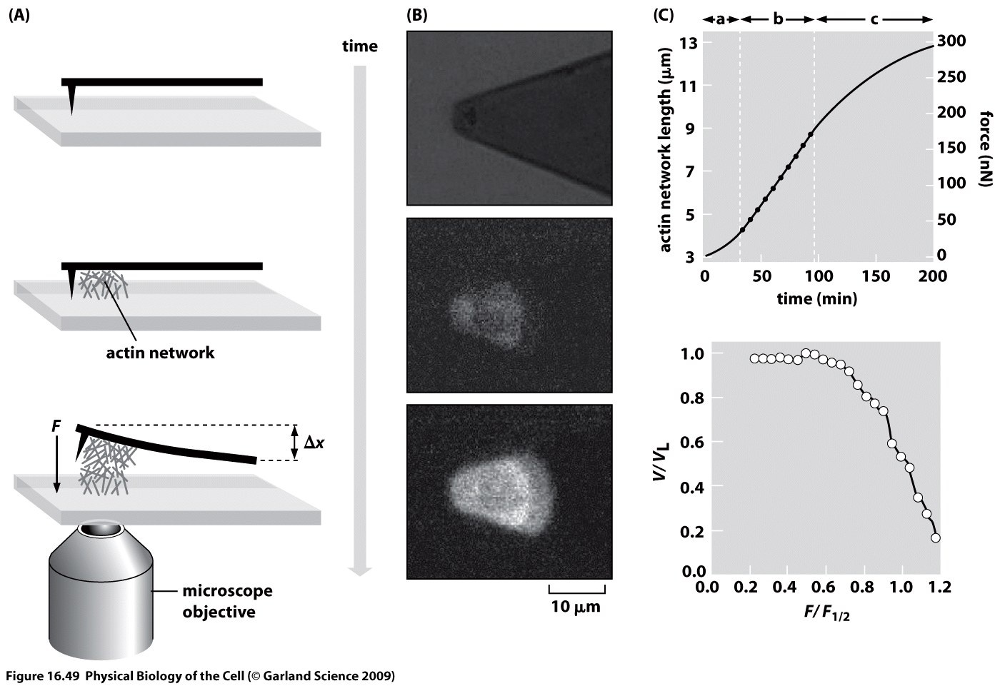 (A)
time
actin network
F
Δx
microscope
objective
(B)
10 μm
(C)
a b c
actin network length (μm)
13
11
9
7
5
3
300
250
200
150
100
50
0
force (nN)
0 50 100 150 200
time (min)
V/VL
1.0
0.8
0.6
0.4
0.2
0.0
0.0 0.2 0.4 0.6 0.8 1.0 1.2
F/F1/2
Figure 16.49 Physical Biology of the Cell (© Garland Science 2009)